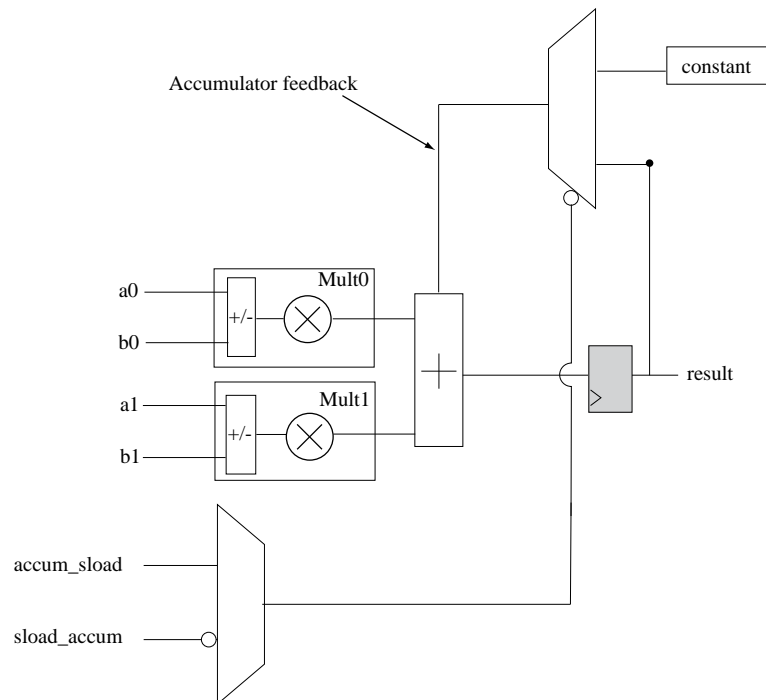 constant
Accumulator feedback
Mult0
a0
+/-
b0
result
Mult1
a1
+/-
b1
accum_sload
sload_accum